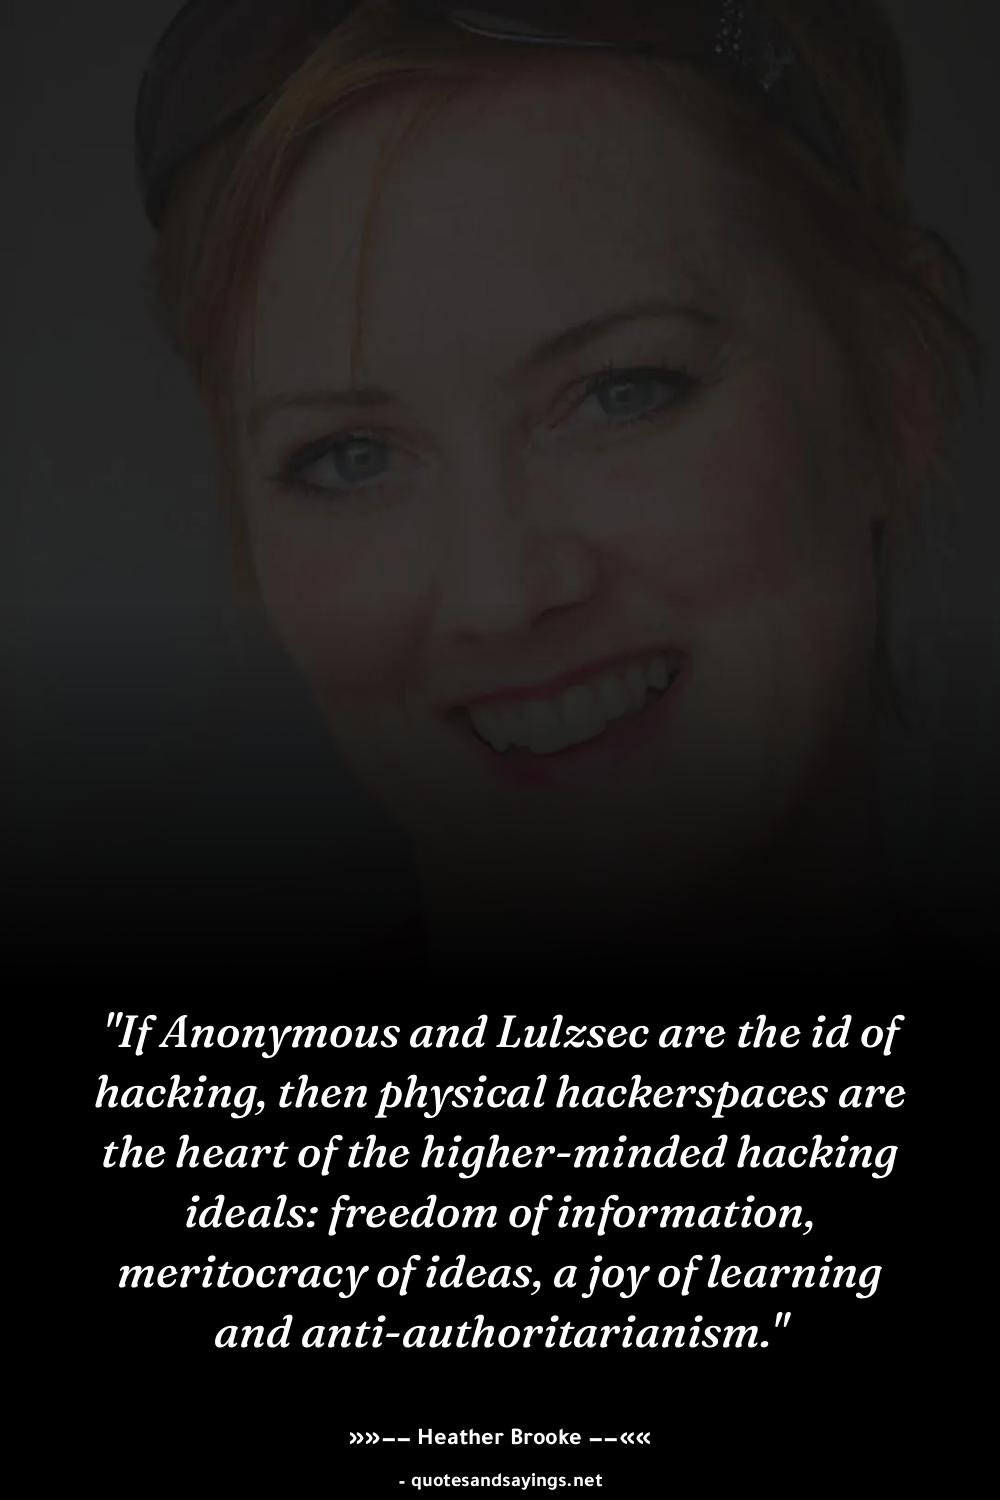 "If Anonymous and Lulzsec are the id of
hacking, then physical hackerspaces are
the heart of the higher-minded hacking
ideals: freedom of information,
meritocracy of ideas, a joy of learning
and anti-authoritarianism."
»»–– Heather Brooke ––««
- quotesandsayings.net